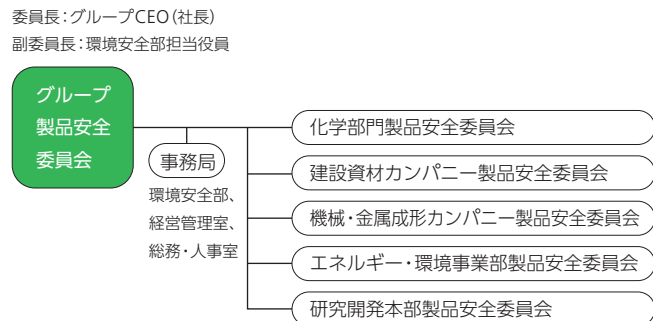 委員長：グループCEO（社長）
副委員長：環境安全部担当役員
グループ
製品安全
委員会
事務局
環境安全部、
経営管理室、
総務・人事室
化学部門製品安全委員会
建設資材カンパニー製品安全委員会
機械・金属成形カンパニー製品安全委員会
エネルギー・環境事業部製品安全委員会
研究開発本部製品安全委員会